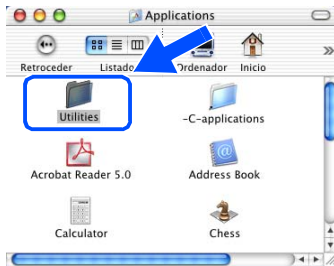 Applications
Retroceder Listado Ordenador Inicio
Utilities -C-applications
Acrobat Reader 5.0 Address Book
Calculator Chess